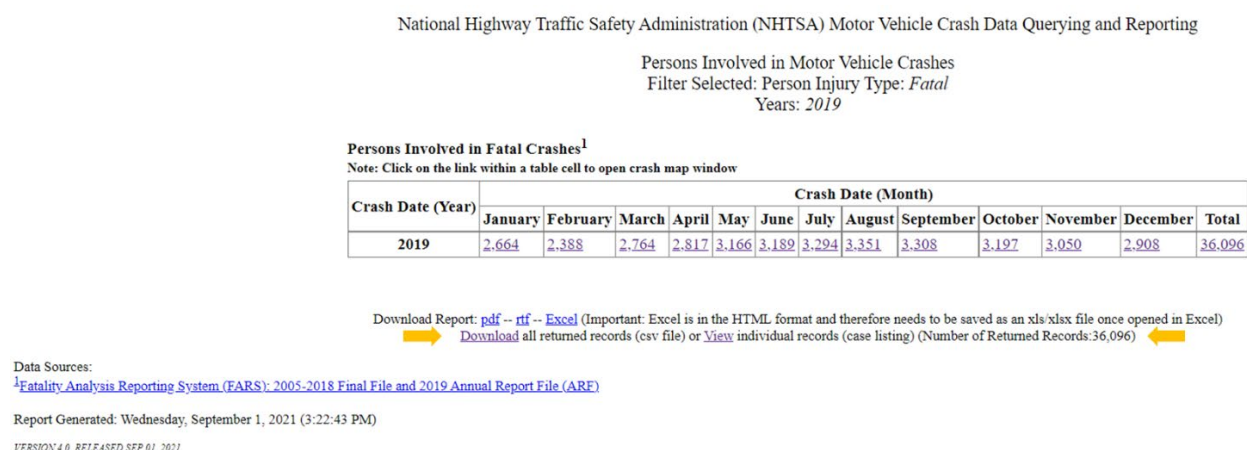 National Highway Traffic Safety Administration (NHTSA) Motor Vehicle Crash Data Querying and Reporting
Persons Involved in Motor Vehicle Crashes
Filter Selected: Person Injury Type: Fatal
Years: 2019
Persons Involved in Fatal Crashes1
Note: Click on the link within a table cell to open crash map window
Crash Date (Year) Crash Date (Month)
January February March April May June July August September October November December Total
2019 2,664 2,388 2,764 2,817 3,166 3,189 3,294 3,351 3,308 3,197 3,050 2,908 36,096
Download Report: pdf -- rtf -- Excel (Important: Excel is in the HTML format and therefore needs to be saved as an xls/xlsx file once opened in Excel)
Download all returned records (csv file) or View individual records (case listing) (Number of Returned Records:36,096)
Data Sources:
1Fatality Analysis Reporting System (FARS): 2005-2018 Final File and 2019 Annual Report File (ARF)
Report Generated: Wednesday, September 1, 2021 (3:22:43 PM)
VERSION 4.0, RELEASED SEP 01, 2021